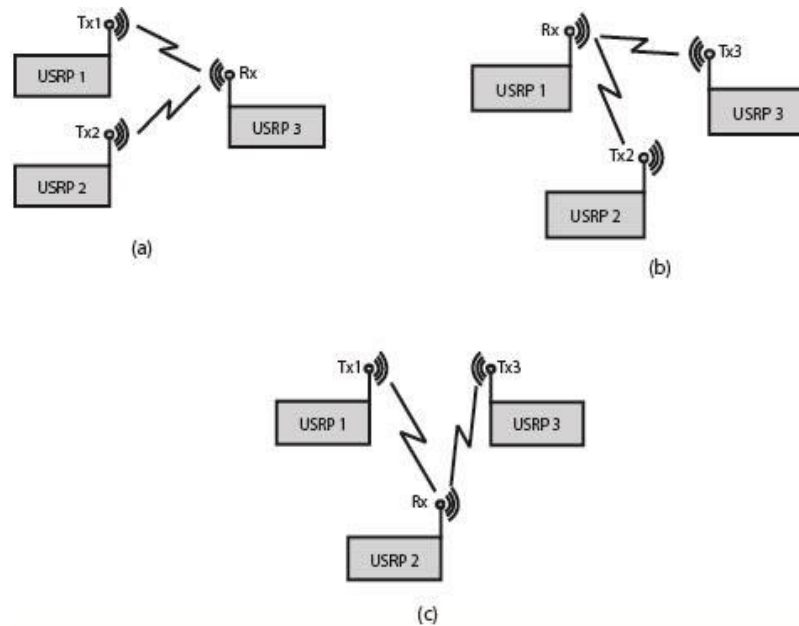 Tx1
USRP 1
Rx
USRP 3
Tx2
USRP 2
(a)
Rx
USRP 1
Tx3
USRP 3
Tx2
USRP 2
(b)
Tx1
USRP 1
Tx3
USRP 3
Rx
USRP 2
(c)